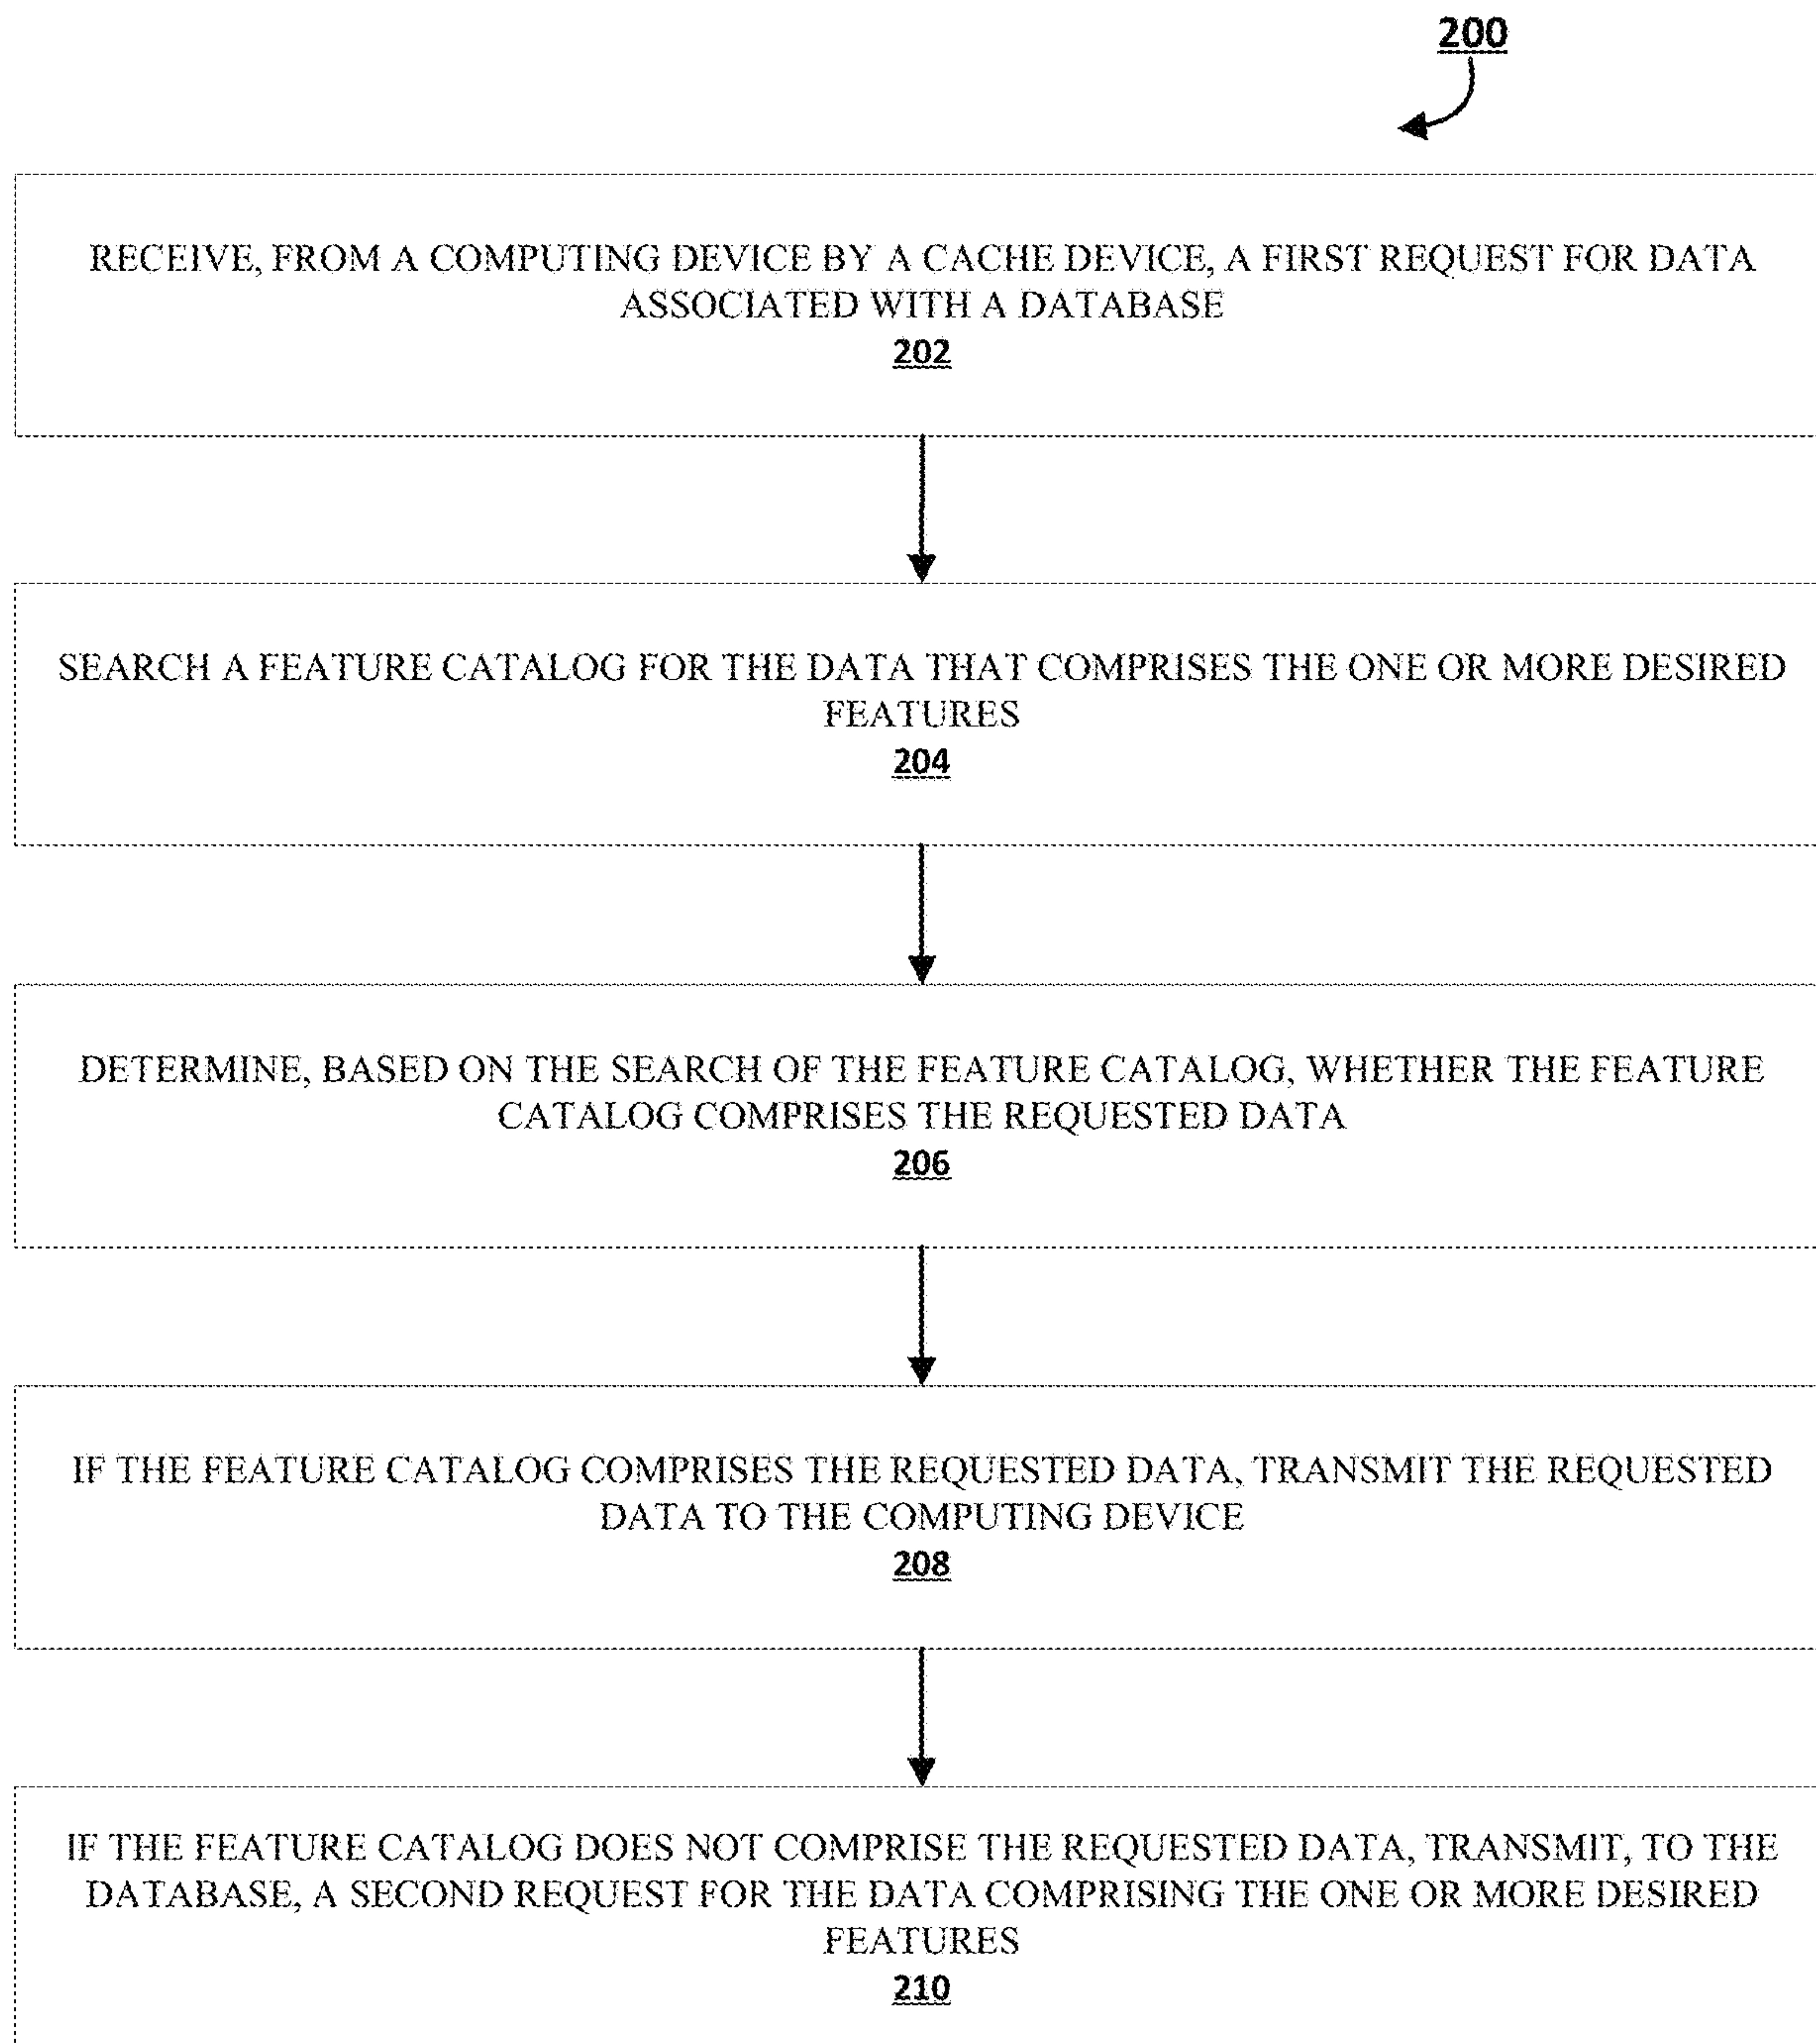 200
RECEIVE, FROM A COMPUTING DEVICE BY A CACHE DEVICE, A FIRST REQUEST FOR DATA
ASSOCIATED WITH A DATABASE
202
SEARCH A FEATURE CATALOG FOR THE DATA THAT COMPRISES THE ONE OR MORE DESIRED
FEATURES
204
DETERMINE, BASED ON THE SEARCH OF THE FEATURE CATALOG, WHETHER THE FEATURE
CATALOG COMPRISES THE REQUESTED DATA
206
IF THE FEATURE CATALOG COMPRISES THE REQUESTED DATA, TRANSMIT THE REQUESTED
DATA TO THE COMPUTING DEVICE
208
IF THE FEATURE CATALOG DOES NOT COMPRISE THE REQUESTED DATA, TRANSMIT, TO THE
DATABASE, A SECOND REQUEST FOR THE DATA COMPRISING THE ONE OR MORE DESIRED
FEATURES
210